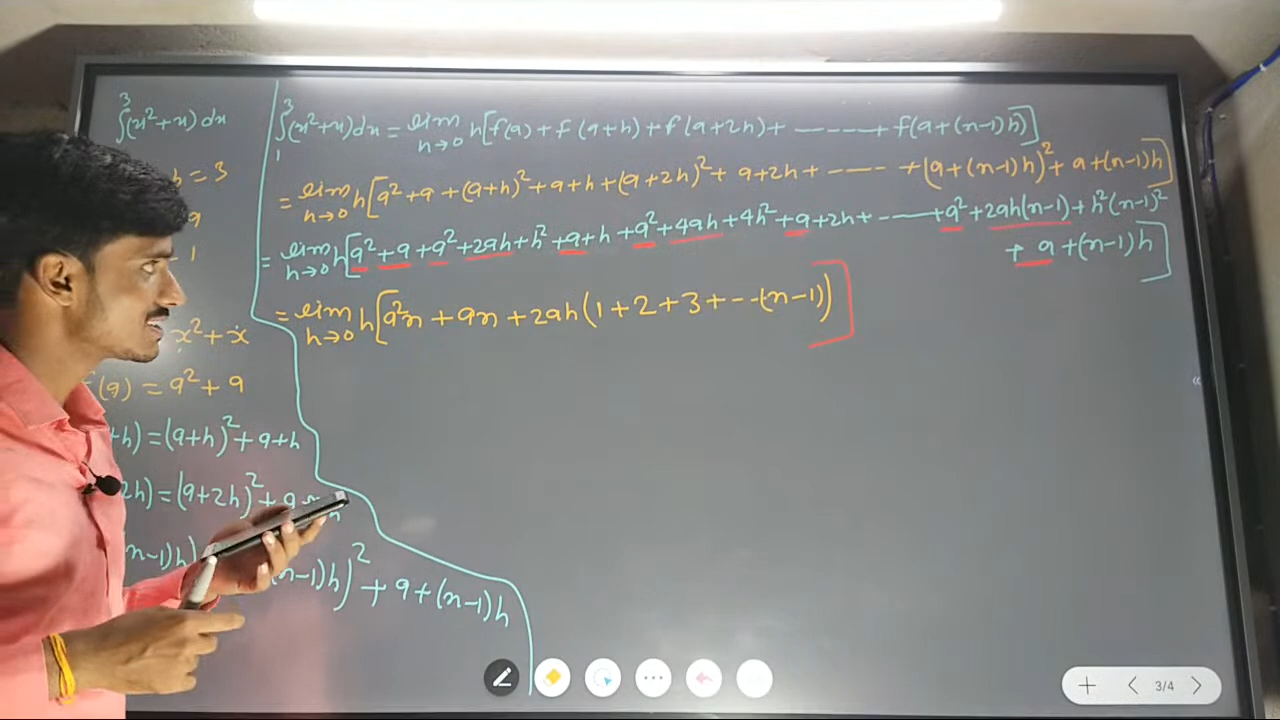 ∫³(x²+x) dx
b = 3
a
1
x² + x
f(a) = a² + a
+h) = (a+h)² + a+h
2h) = (a+2h)² + a
(n-1)h)
(n-1)h)² + a + (n-1)h
∫₁³(x²+x)dx = lim h→0 h[f(a) + f(a+h) + f(a+2h) + ------- + f(a+(n-1)h)]
= lim h→0 h[a²+a + (a+h)² + a+h + (a+2h)² + a+2h + ------- + (a+(n-1)h)² + a+(n-1)h]
= lim h→0 h[a² + a + a² + 2ah + h² + a + h + a² + 4ah + 4h² + a + 2h + ------- + a² + 2ah(n-1) + h²(n-1)²
+ a + (n-1)h]
= lim h→0 h[a²n + an + 2ah(1+2+3+---(n-1))]
3/4